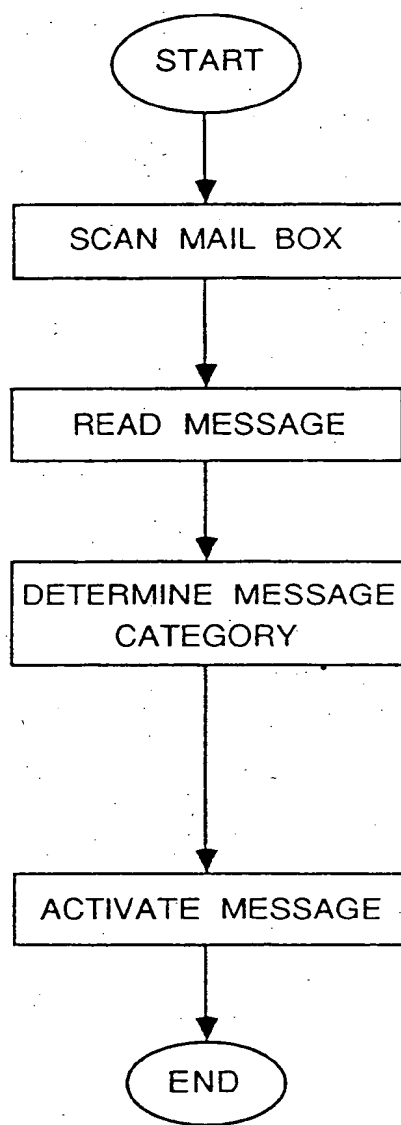 START
SCAN MAIL BOX
READ MESSAGE
DETERMINE MESSAGE
CATEGORY
ACTIVATE MESSAGE
END